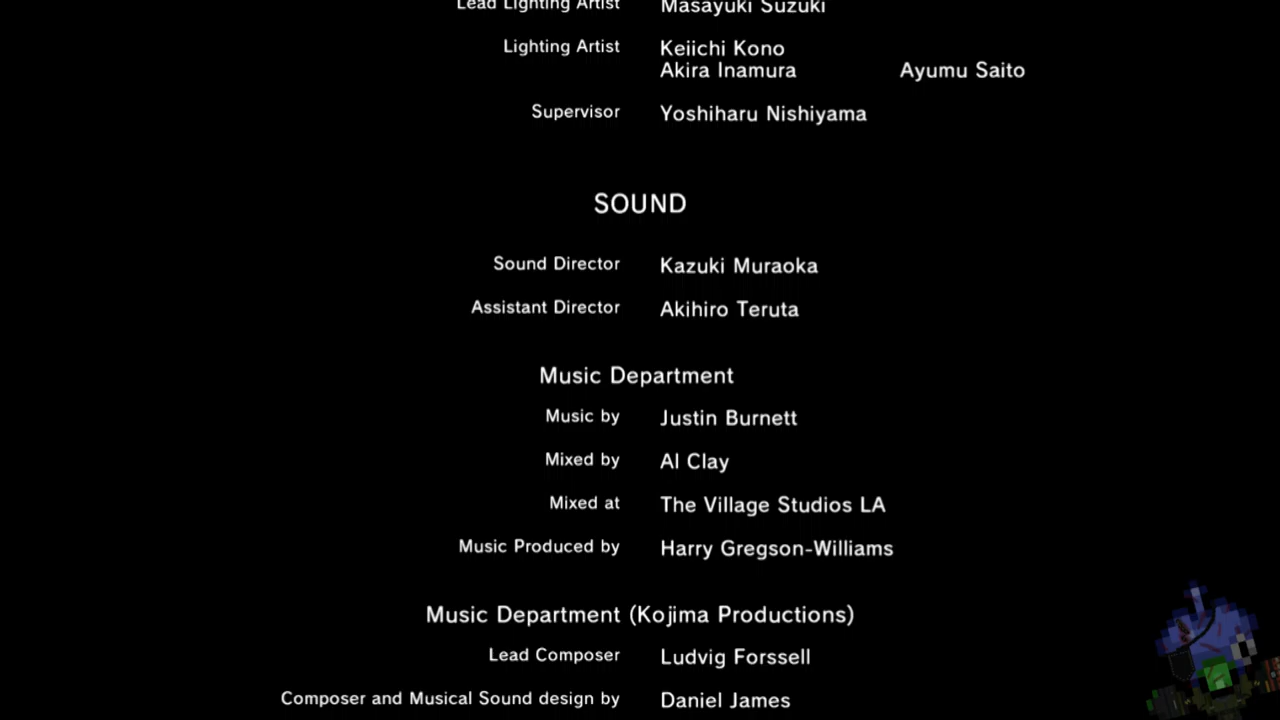 Lead Lighting Artist Masayuki Suzuki
Lighting Artist Keiichi Kono
Akira Inamura Ayumu Saito
Supervisor Yoshiharu Nishiyama
SOUND
Sound Director Kazuki Muraoka
Assistant Director Akihiro Teruta
Music Department
Music by Justin Burnett
Mixed by Al Clay
Mixed at The Village Studios LA
Music Produced by Harry Gregson-Williams
Music Department (Kojima Productions)
Lead Composer Ludvig Forssell
Composer and Musical Sound design by Daniel James